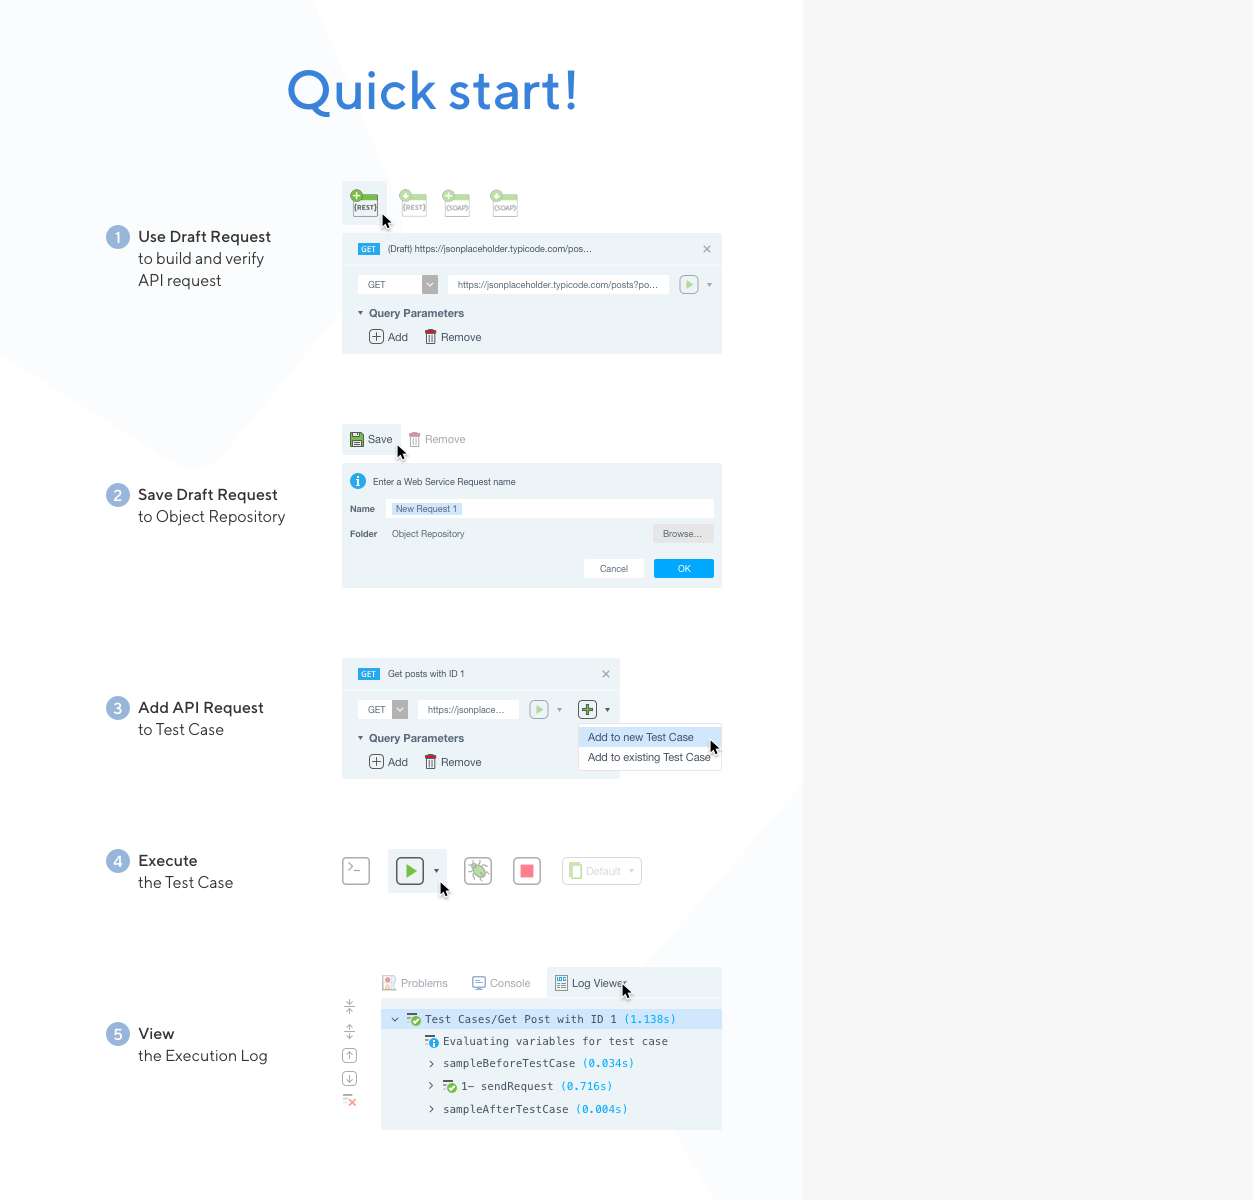 Quick start!
{REST} {REST} {SOAP} {SOAP}
1 Use Draft Request
to build and verify
API request
GET (Draft) https://jsonplaceholder.typicode.com/pos...
GET https://jsonplaceholder.typicode.com/posts?po...
Query Parameters
Add Remove
Save Remove
2 Save Draft Request
to Object Repository
Enter a Web Service Request name
Name New Request 1
Folder Object Repository Browse...
Cancel OK
3 Add API Request
to Test Case
GET Get posts with ID 1
GET https://jsonplace...
Query Parameters
Add Remove
Add to new Test Case
Add to existing Test Case
4 Execute
the Test Case
Default
5 View
the Execution Log
Problems Console Log Viewer
Test Cases/Get Post with ID 1 (1.138s)
Evaluating variables for test case
sampleBeforeTestCase (0.034s)
1- sendRequest (0.716s)
sampleAfterTestCase (0.004s)